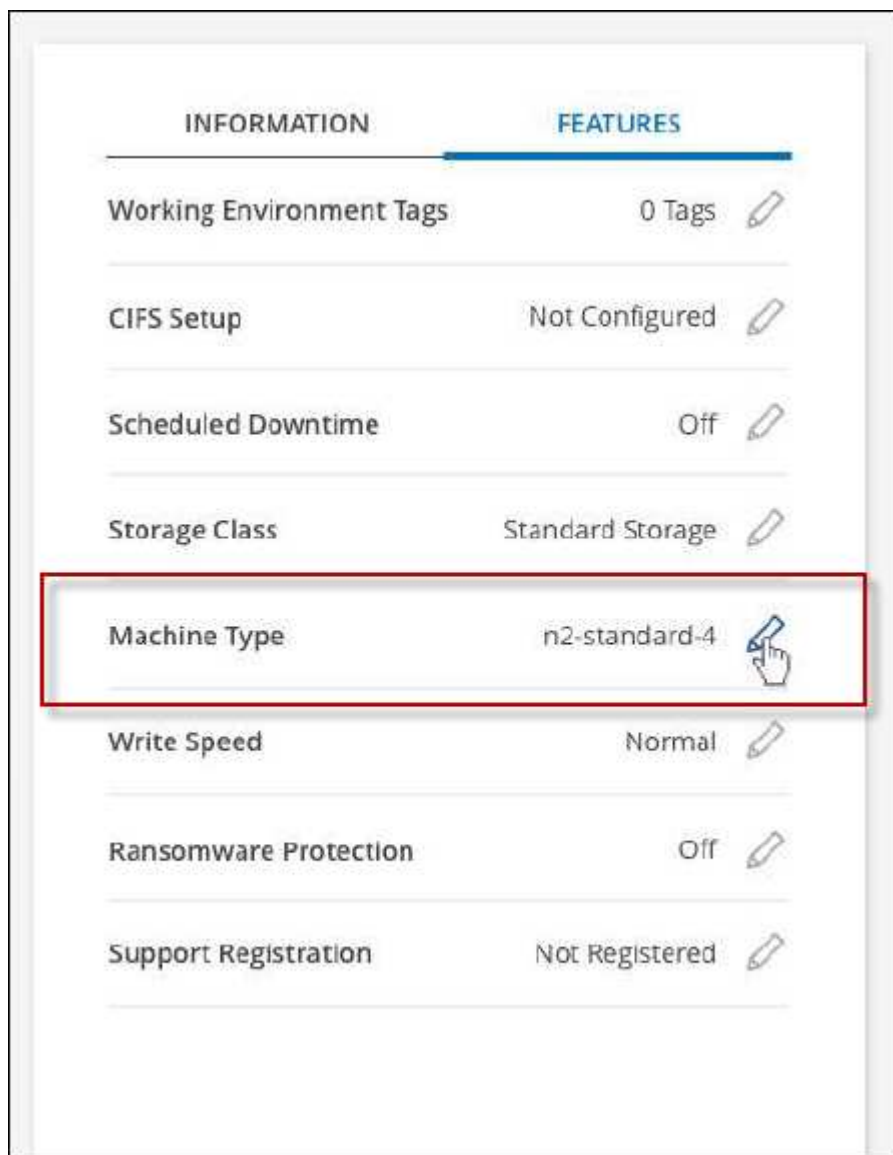 INFORMATION FEATURES
Working Environment Tags 0 Tags
CIFS Setup Not Configured
Scheduled Downtime Off
Storage Class Standard Storage
Machine Type n2-standard-4
Write Speed Normal
Ransomware Protection Off
Support Registration Not Registered